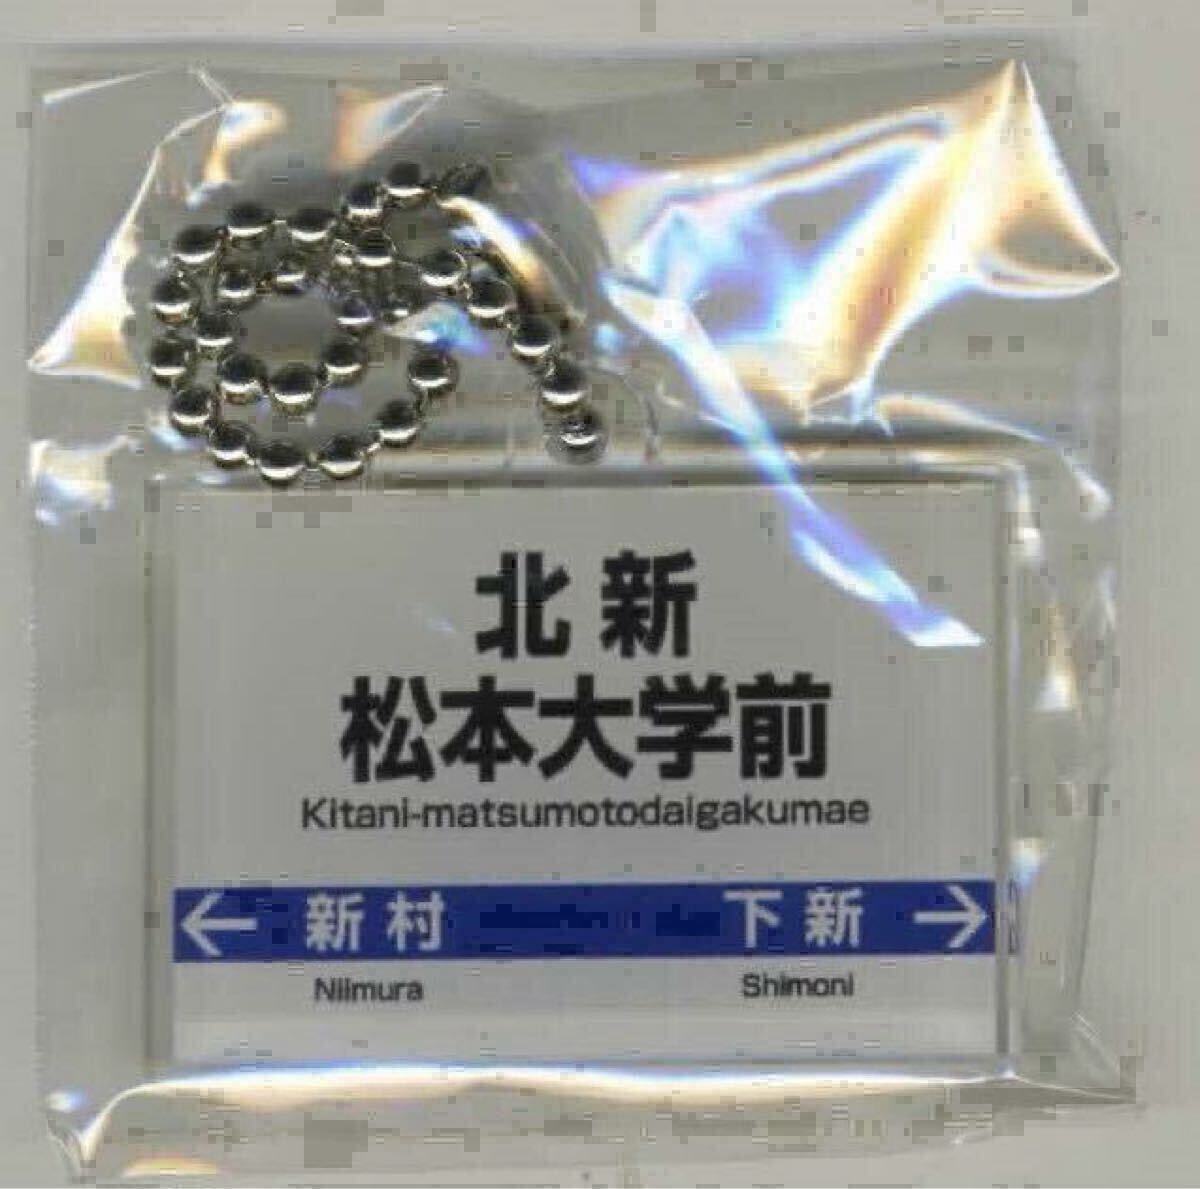 北新
松本大学前
Kitani-matsumotodaigakumae
← 新村 下新 →
Niimura Shimoni